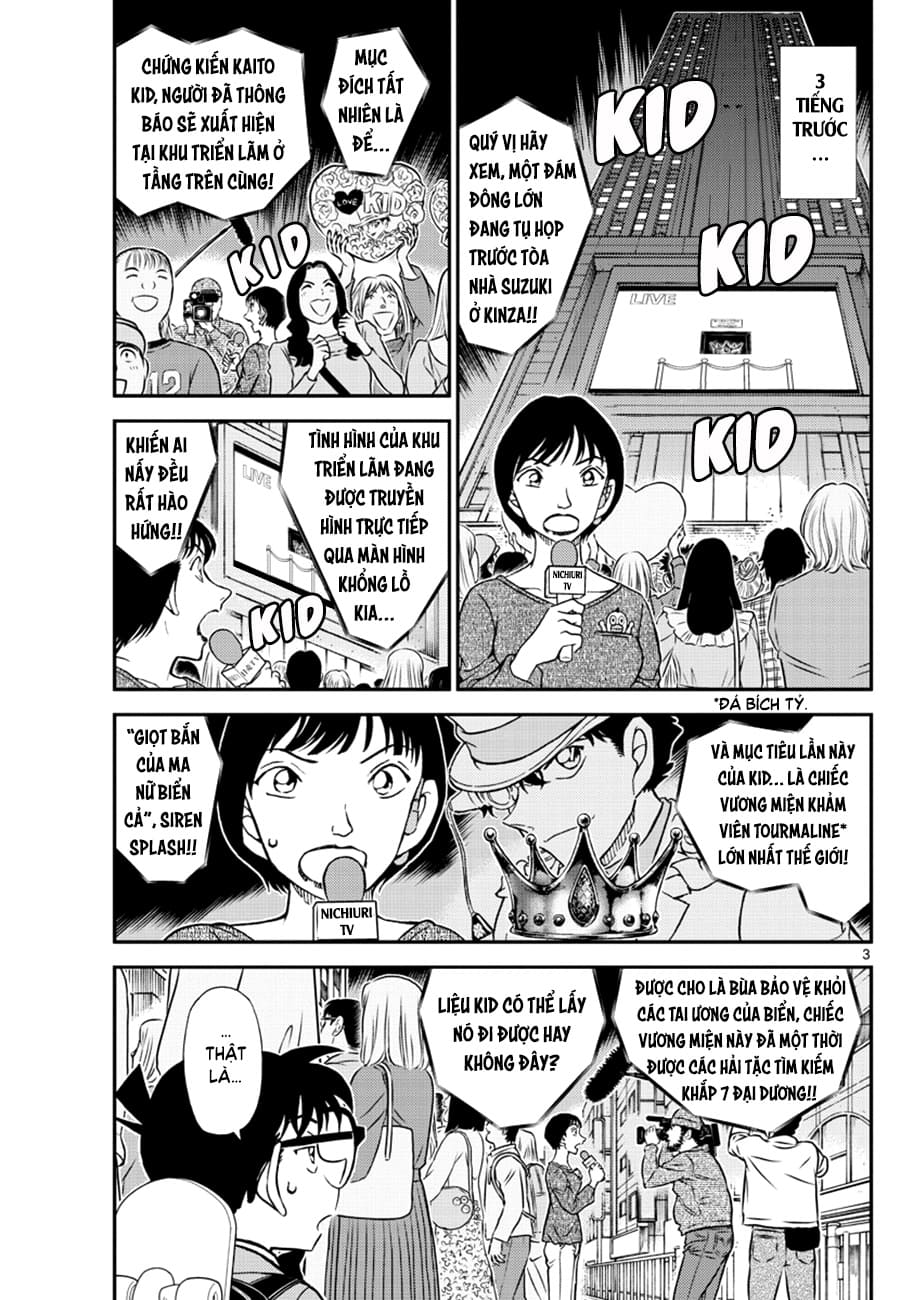 3
TIẾNG
TRƯỚC
...
KID
QUÝ VỊ HÃY
XEM, MỘT ĐÁM
ĐÔNG LỚN
ĐANG TỤ HỌP
TRƯỚC TÒA
NHÀ SUZUKI
Ở KINZA!!
KID
LIVE
KID
NICHIURI
TV
MỤC
ĐÍCH TẤT
NHIÊN LÀ
ĐỂ...
CHỨNG KIẾN KAITO
KID, NGƯỜI ĐÃ THÔNG
BÁO SẼ XUẤT HIỆN
TẠI KHU TRIỂN LÃM Ở
TẦNG TRÊN CÙNG!
LOVE KID
KID
12
TÌNH HÌNH CỦA KHU
TRIỂN LÃM ĐANG
ĐƯỢC TRUYỀN
HÌNH TRỰC TIẾP
QUA MÀN HÌNH
KHỔNG LỒ
KIA...
LIVE
KHIẾN AI
NẤY ĐỀU
RẤT HÀO
HỨNG!!
KID
*ĐÁ BÍCH TỶ.
VÀ MỤC TIÊU LẦN NÀY
CỦA KID... LÀ CHIẾC
VƯƠNG MIỆN KHẢM
VIÊN TOURMALINE*
LỚN NHẤT THẾ GIỚI!
"GIỌT BẮN
CỦA MA
NỮ BIỂN
CẢ", SIREN
SPLASH!!
NICHIURI
TV
3
ĐƯỢC CHO LÀ BÙA BẢO VỆ KHỎI
CÁC TAI ƯƠNG CỦA BIỂN, CHIẾC
VƯƠNG MIỆN NÀY ĐÃ MỘT THỜI
ĐƯỢC CÁC HẢI TẶC TÌM KIẾM
KHẮP 7 ĐẠI DƯƠNG!!
LIỆU KID CÓ THỂ LẤY
NÓ ĐI ĐƯỢC HAY
KHÔNG ĐÂY?
...
THẬT
LÀ...